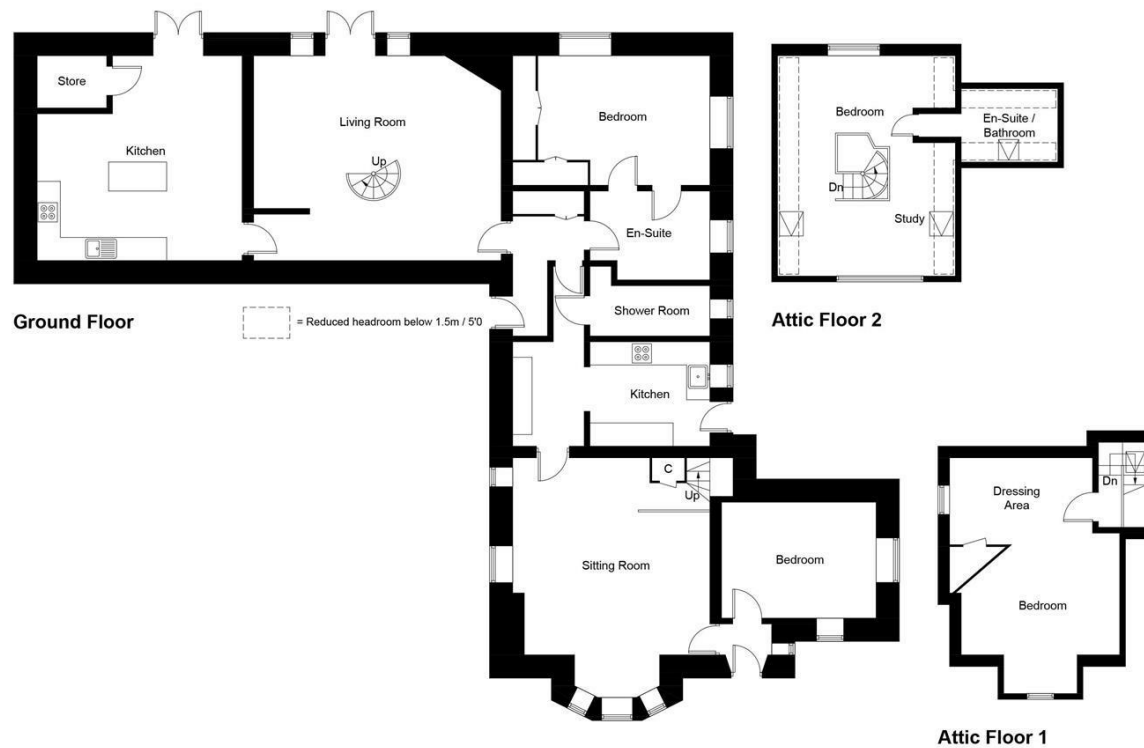 Store
Kitchen
Living Room
Up
Bedroom
En-Suite
Shower Room
Kitchen
C
Up
Sitting Room
Bedroom
Ground Floor
= Reduced headroom below 1.5m / 5'0
Bedroom
En-Suite /
Bathroom
Dn
Study
Attic Floor 2
Dressing
Area
Dn
Bedroom
Attic Floor 1